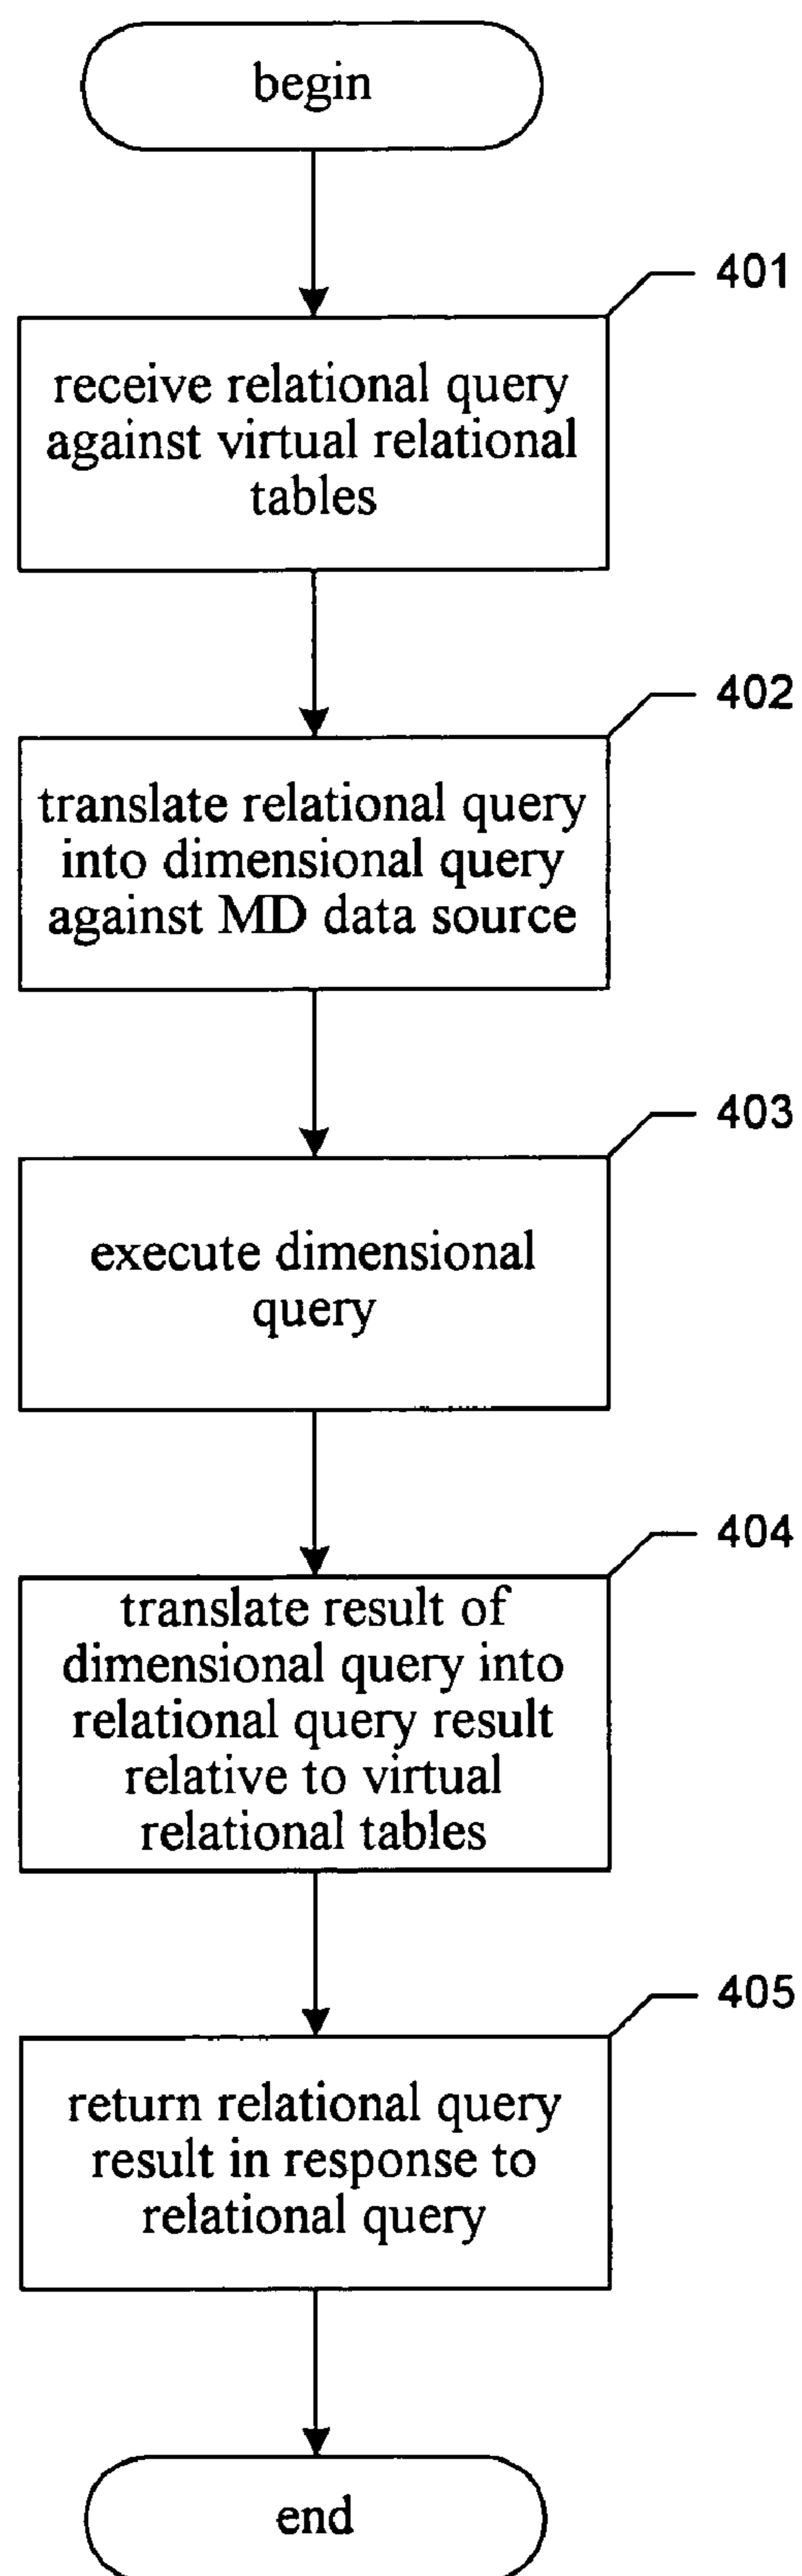 begin
401
receive relational query
against virtual relational
tables
402
translate relational query
into dimensional query
against MD data source
403
execute dimensional
query
404
translate result of
dimensional query into
relational query result
relative to virtual
relational tables
405
return relational query
result in response to
relational query
end